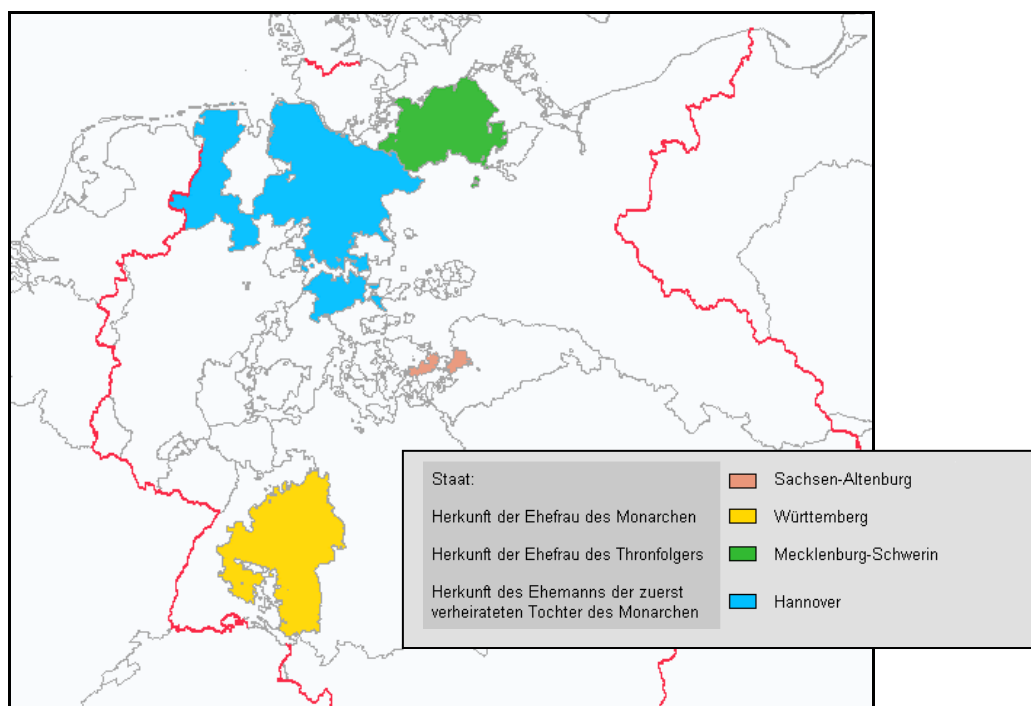 Staat:
Sachsen-Altenburg
Herkunft der Ehefrau des Monarchen
Württemberg
Herkunft der Ehefrau des Thronfolgers
Mecklenburg-Schwerin
Herkunft des Ehemanns der zuerst
verheirateten Tochter des Monarchen
Hannover